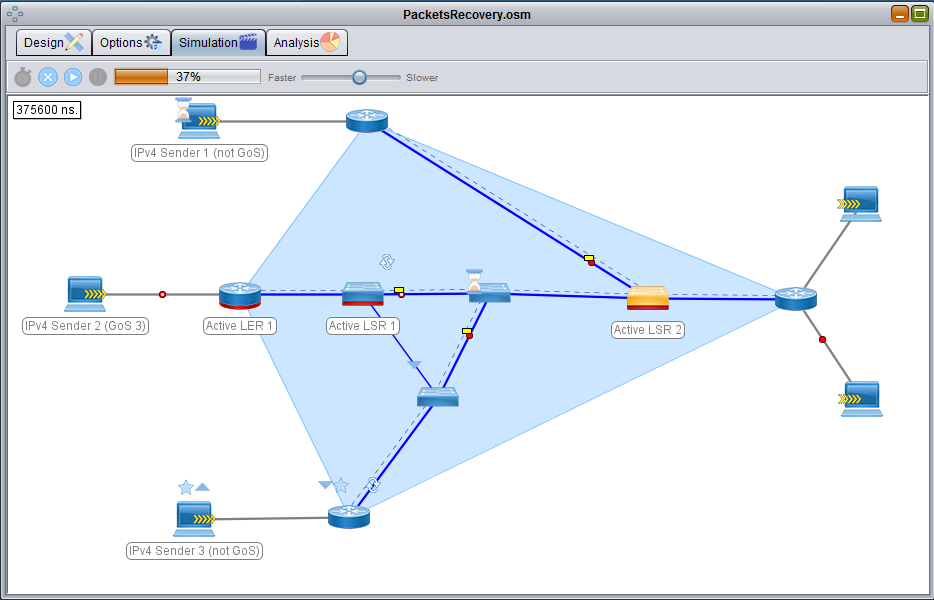 PacketsRecovery.osm
Design
Options
Simulation
Analysis
37%
Faster
Slower
375600 ns.
IPv4 Sender 1 (not GoS)
IPv4 Sender 2 (GoS 3)
Active LER 1
Active LSR 1
Active LSR 2
IPv4 Sender 3 (not GoS)